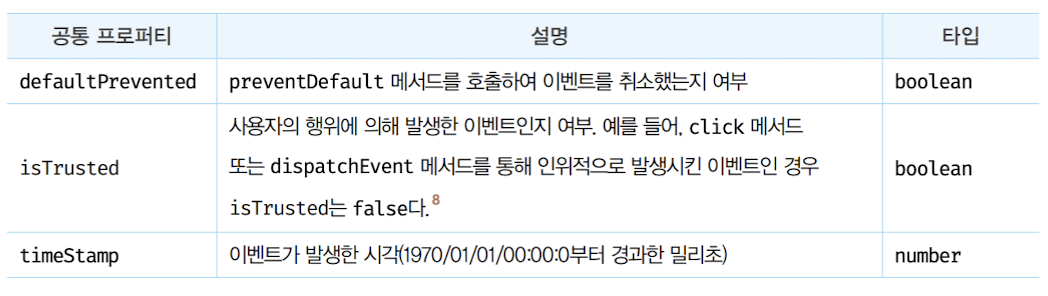 공통 프로퍼티 설명 타입
defaultPrevented preventDefault 메서드를 호출하여 이벤트를 취소했는지 여부 boolean
사용자의 행위에 의해 발생한 이벤트인지 여부. 예를 들어, click 메서드
isTrusted 또는 dispatchEvent 메서드를 통해 인위적으로 발생시킨 이벤트인 경우 boolean
isTrusted는 false다.8
timeStamp 이벤트가 발생한 시각(1970/01/01/00:00:0부터 경과한 밀리초) number